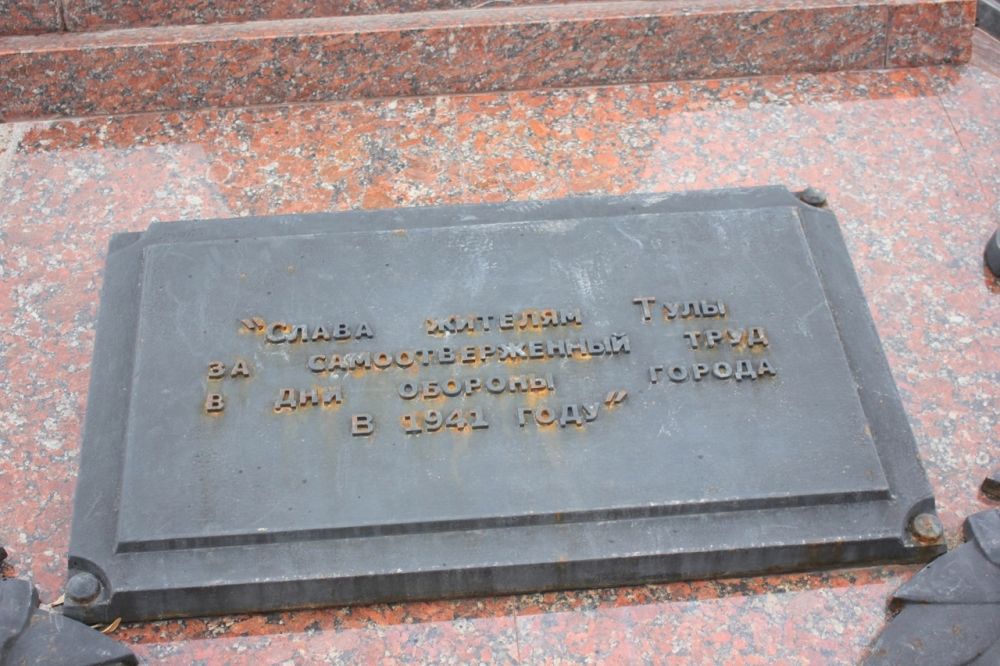 "Слава жителям Тулы
за самоотверженный труд
в дни обороны города
в 1941 году"